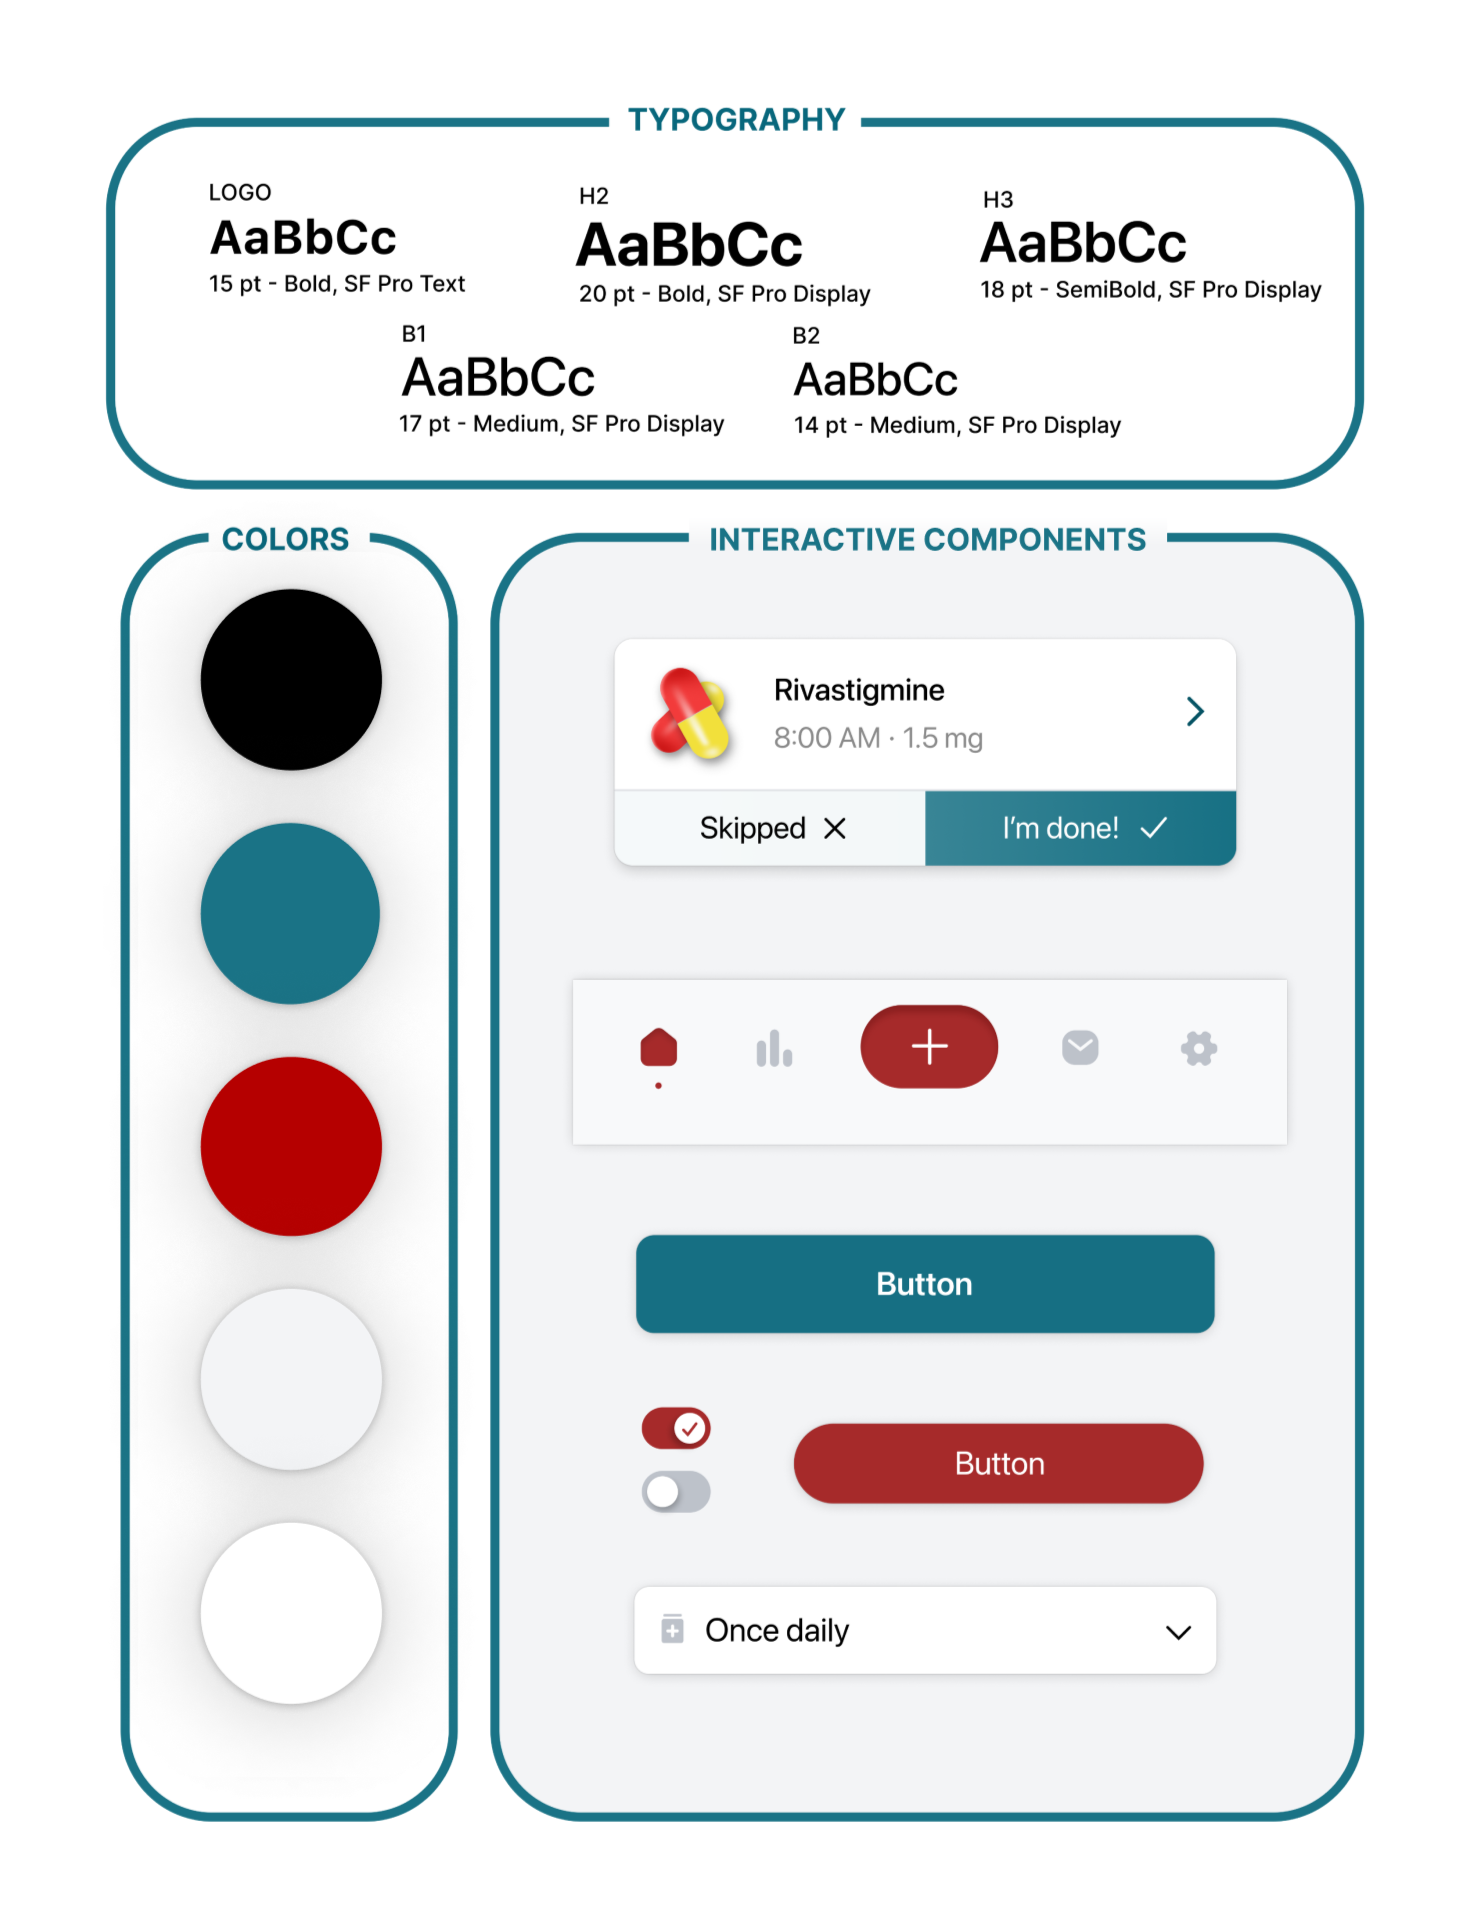 TYPOGRAPHY
LOGO
AaBbCc
15 pt - Bold, SF Pro Text
H2
AaBbCc
20 pt - Bold, SF Pro Display
H3
AaBbCc
18 pt - SemiBold, SF Pro Display
B1
AaBbCc
17 pt - Medium, SF Pro Display
B2
AaBbCc
14 pt - Medium, SF Pro Display
COLORS
INTERACTIVE COMPONENTS
Rivastigmine
8:00 AM · 1.5 mg
Skipped
I’m done!
Button
Button
Once daily